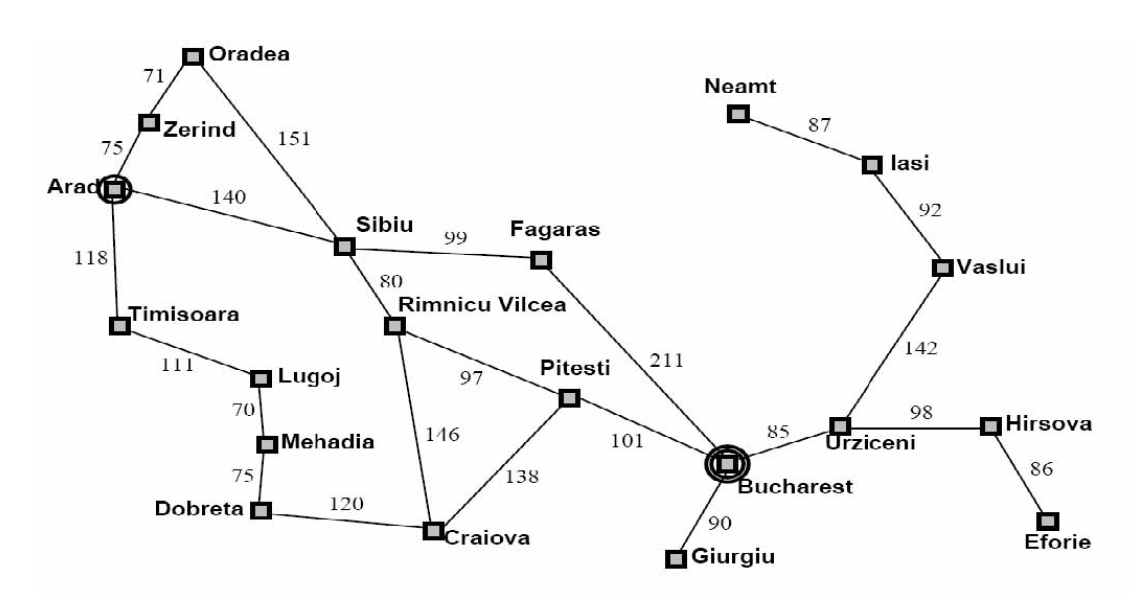 Oradea
71
Neamt
87
Zerind
151
75
Iasi
Arad
140
92
Sibiu
Fagaras
99
118
Vaslui
80
Rimnicu Vilcea
Timisoara
142
211
111
Lugoj
97
Pitesti
70
98
Hirsova
146
101
85
Mehadia
Urziceni
75
138
86
Bucharest
Dobreta
120
90
Craiova
Giurgiu
Eforie